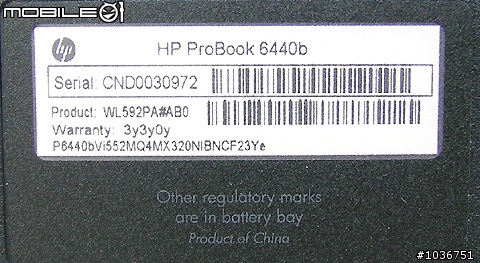 MOBILE01
hp
HP ProBook 6440b
Serial: CND0030972
Product: WL592PA#AB0
Warranty: 3y3y0y
P6440bVi552MQ4MX320NIBNCF23Ye
Other regulatory marks
are in battery bay
Product of China
#1036751